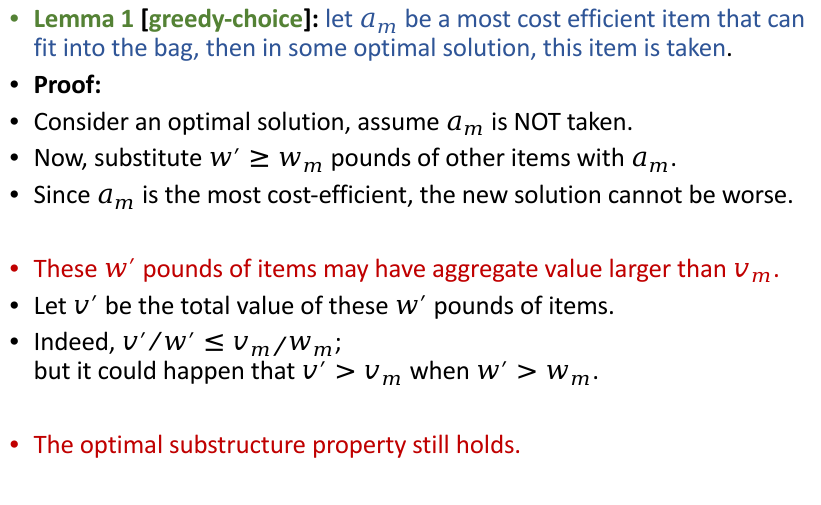 • Lemma 1 [greedy-choice]: let aₘ be a most cost efficient item that can
fit into the bag, then in some optimal solution, this item is taken.
• Proof:
• Consider an optimal solution, assume aₘ is NOT taken.
• Now, substitute w′ ≥ wₘ pounds of other items with aₘ.
• Since aₘ is the most cost-efficient, the new solution cannot be worse.
• These w′ pounds of items may have aggregate value larger than vₘ.
• Let v′ be the total value of these w′ pounds of items.
• Indeed, v′/w′ ≤ vₘ/wₘ;
but it could happen that v′ > vₘ when w′ > wₘ.
• The optimal substructure property still holds.